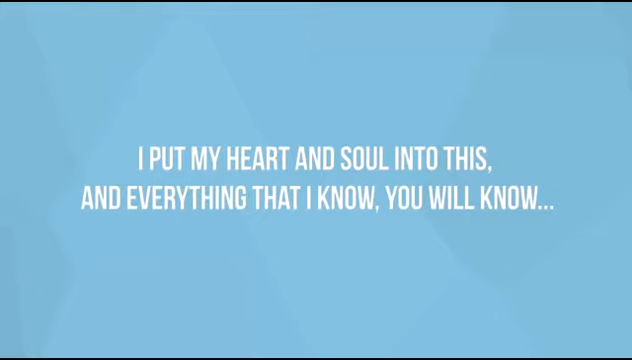 I PUT MY HEART AND SOUL INTO THIS,
AND EVERYTHING THAT I KNOW, YOU WILL KNOW...